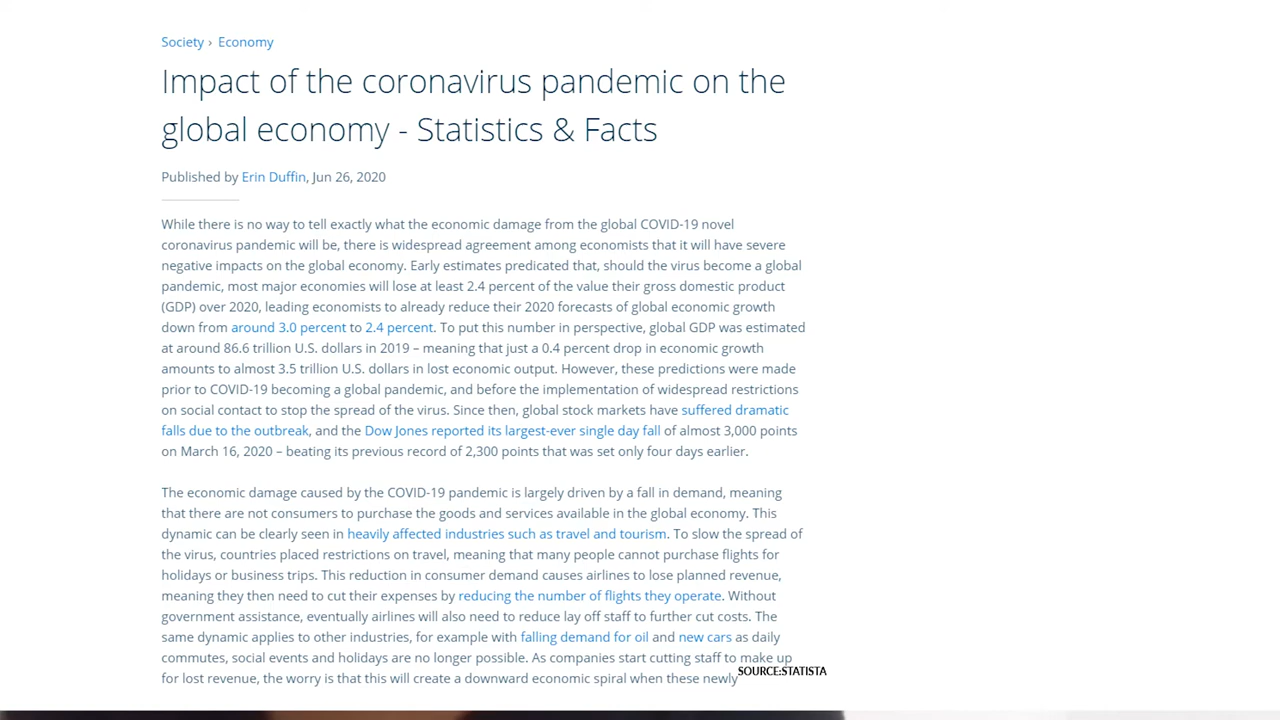 Society › Economy
Impact of the coronavirus pandemic on the
global economy - Statistics & Facts
Published by Erin Duffin, Jun 26, 2020
While there is no way to tell exactly what the economic damage from the global COVID-19 novel
coronavirus pandemic will be, there is widespread agreement among economists that it will have severe
negative impacts on the global economy. Early estimates predicated that, should the virus become a global
pandemic, most major economies will lose at least 2.4 percent of the value their gross domestic product
(GDP) over 2020, leading economists to already reduce their 2020 forecasts of global economic growth
down from around 3.0 percent to 2.4 percent. To put this number in perspective, global GDP was estimated
at around 86.6 trillion U.S. dollars in 2019 – meaning that just a 0.4 percent drop in economic growth
amounts to almost 3.5 trillion U.S. dollars in lost economic output. However, these predictions were made
prior to COVID-19 becoming a global pandemic, and before the implementation of widespread restrictions
on social contact to stop the spread of the virus. Since then, global stock markets have suffered dramatic
falls due to the outbreak, and the Dow Jones reported its largest-ever single day fall of almost 3,000 points
on March 16, 2020 – beating its previous record of 2,300 points that was set only four days earlier.
The economic damage caused by the COVID-19 pandemic is largely driven by a fall in demand, meaning
that there are not consumers to purchase the goods and services available in the global economy. This
dynamic can be clearly seen in heavily affected industries such as travel and tourism. To slow the spread of
the virus, countries placed restrictions on travel, meaning that many people cannot purchase flights for
holidays or business trips. This reduction in consumer demand causes airlines to lose planned revenue,
meaning they then need to cut their expenses by reducing the number of flights they operate. Without
government assistance, eventually airlines will also need to reduce lay off staff to further cut costs. The
same dynamic applies to other industries, for example with falling demand for oil and new cars as daily
commutes, social events and holidays are no longer possible. As companies start cutting staff to make up
for lost revenue, the worry is that this will create a downward economic spiral when these newly
SOURCE:STATISTA